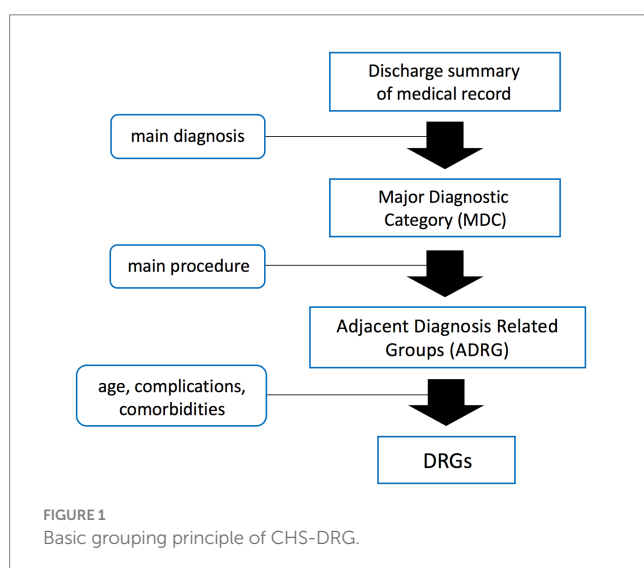 Discharge summary
of medical record
main diagnosis
Major Diagnostic
Category (MDC)
main procedure
Adjacent Diagnosis Related
Groups (ADRG)
age, complications,
comorbidities
DRGs
FIGURE 1
Basic grouping principle of CHS-DRG.